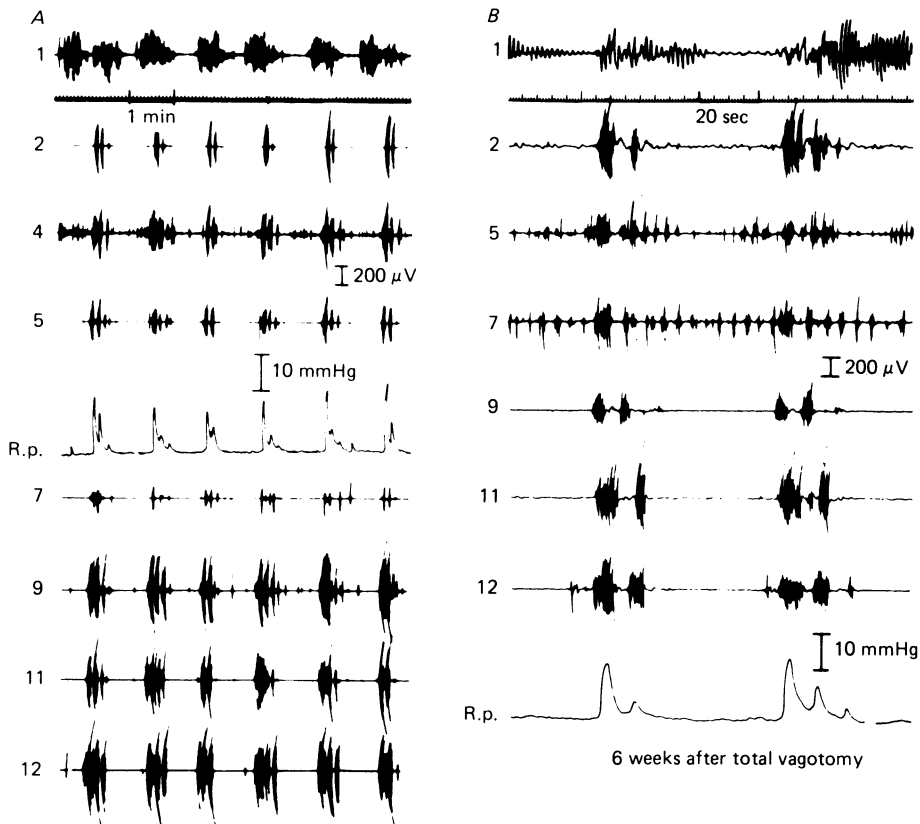 A
1
1 min
2
4
200 μV
5
10 mmHg
R.p.
7
9
11
12
B
1
20 sec
2
5
7
200 μV
9
11
12
10 mmHg
R.p.
6 weeks after total vagotomy